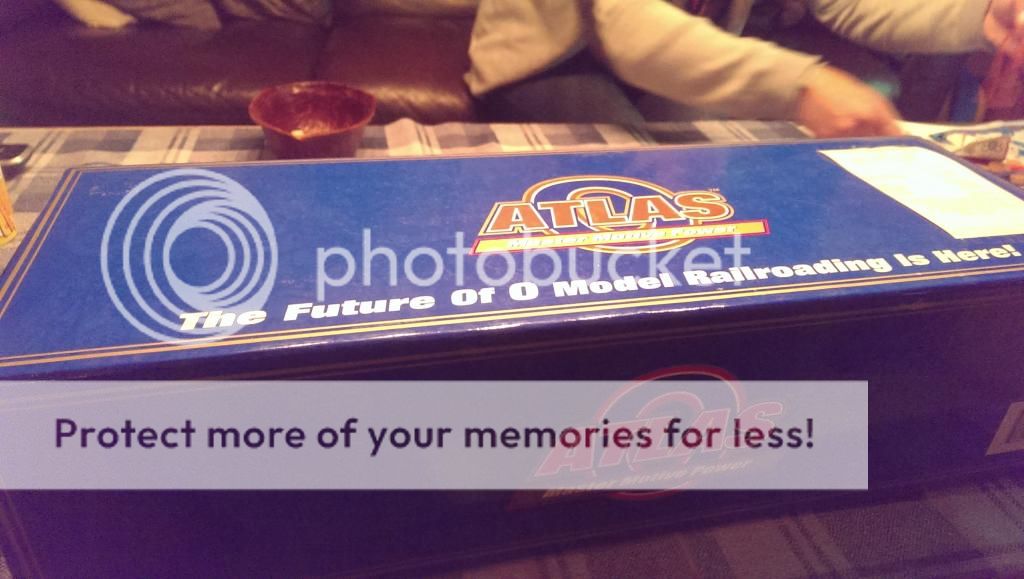 ATLAS™
Master Motive Power
photobucket
The Future Of O Model Railroading Is Here!
Protect more of your memories for less!
ATLAS
Master Motive Power